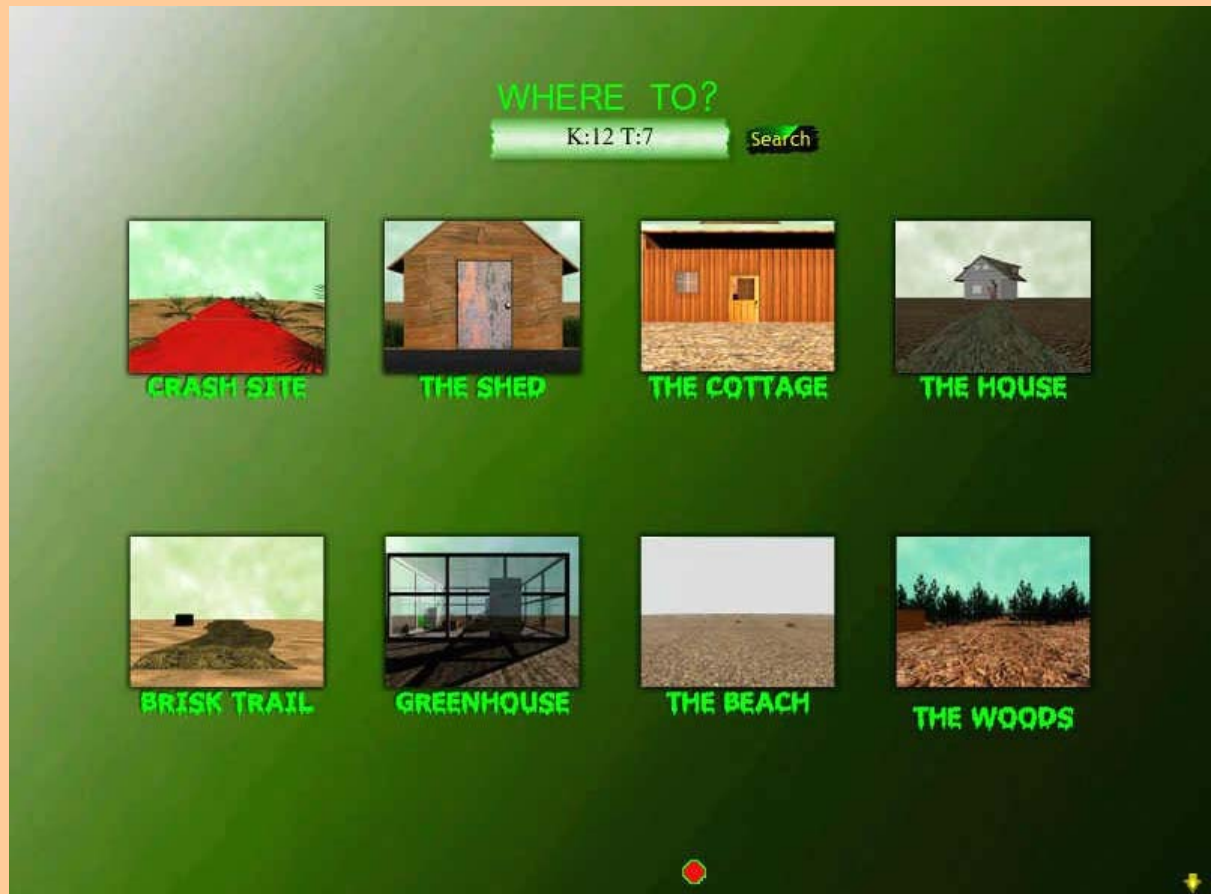 WHERE TO?
K:12 T:7
Search
CRASH SITE
THE SHED
THE COTTAGE
THE HOUSE
BRISK TRAIL
GREENHOUSE
THE BEACH
THE WOODS